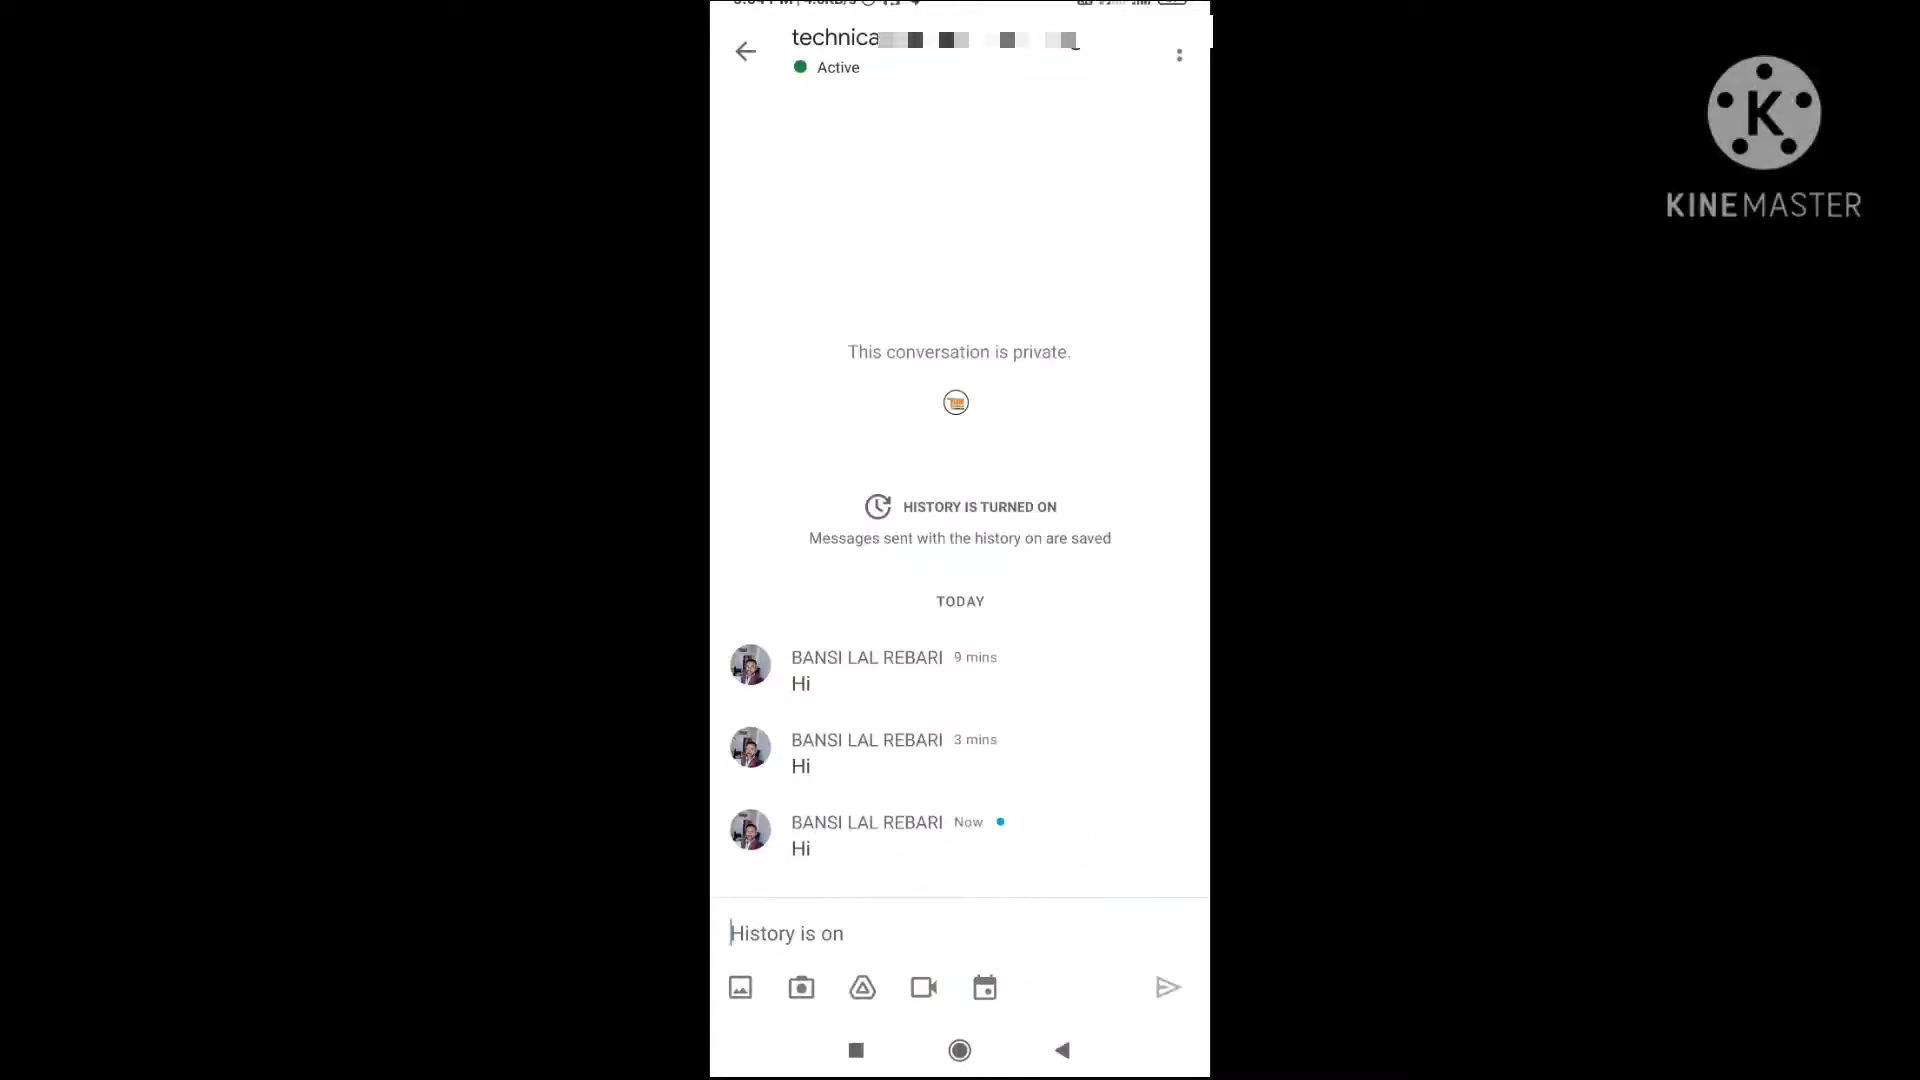 technica
Active
KINEMASTER
This conversation is private.
HISTORY IS TURNED ON
Messages sent with the history on are saved
TODAY
BANSI LAL REBARI 9 mins
Hi
BANSI LAL REBARI 3 mins
Hi
BANSI LAL REBARI Now
Hi
History is on